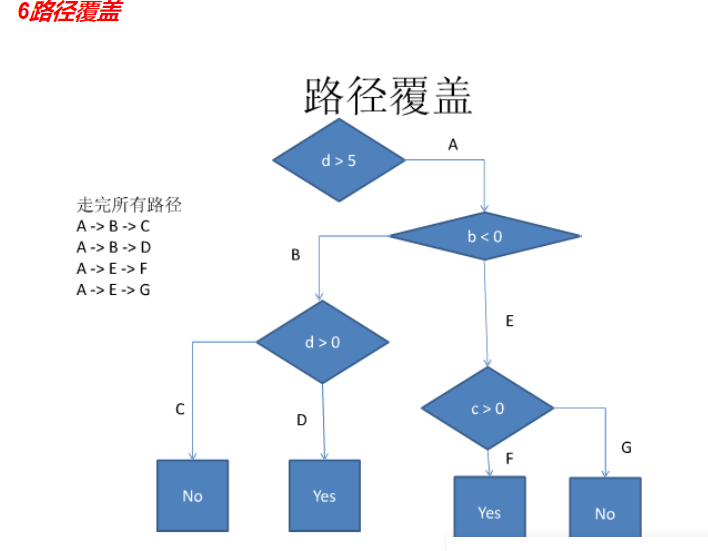 6路径覆盖
路径覆盖
d > 5
A
走完所有路径
A -> B -> C
A -> B -> D
A -> E -> F
A -> E -> G
b < 0
B
E
d > 0
c > 0
C
D
F
G
No
Yes
Yes
No